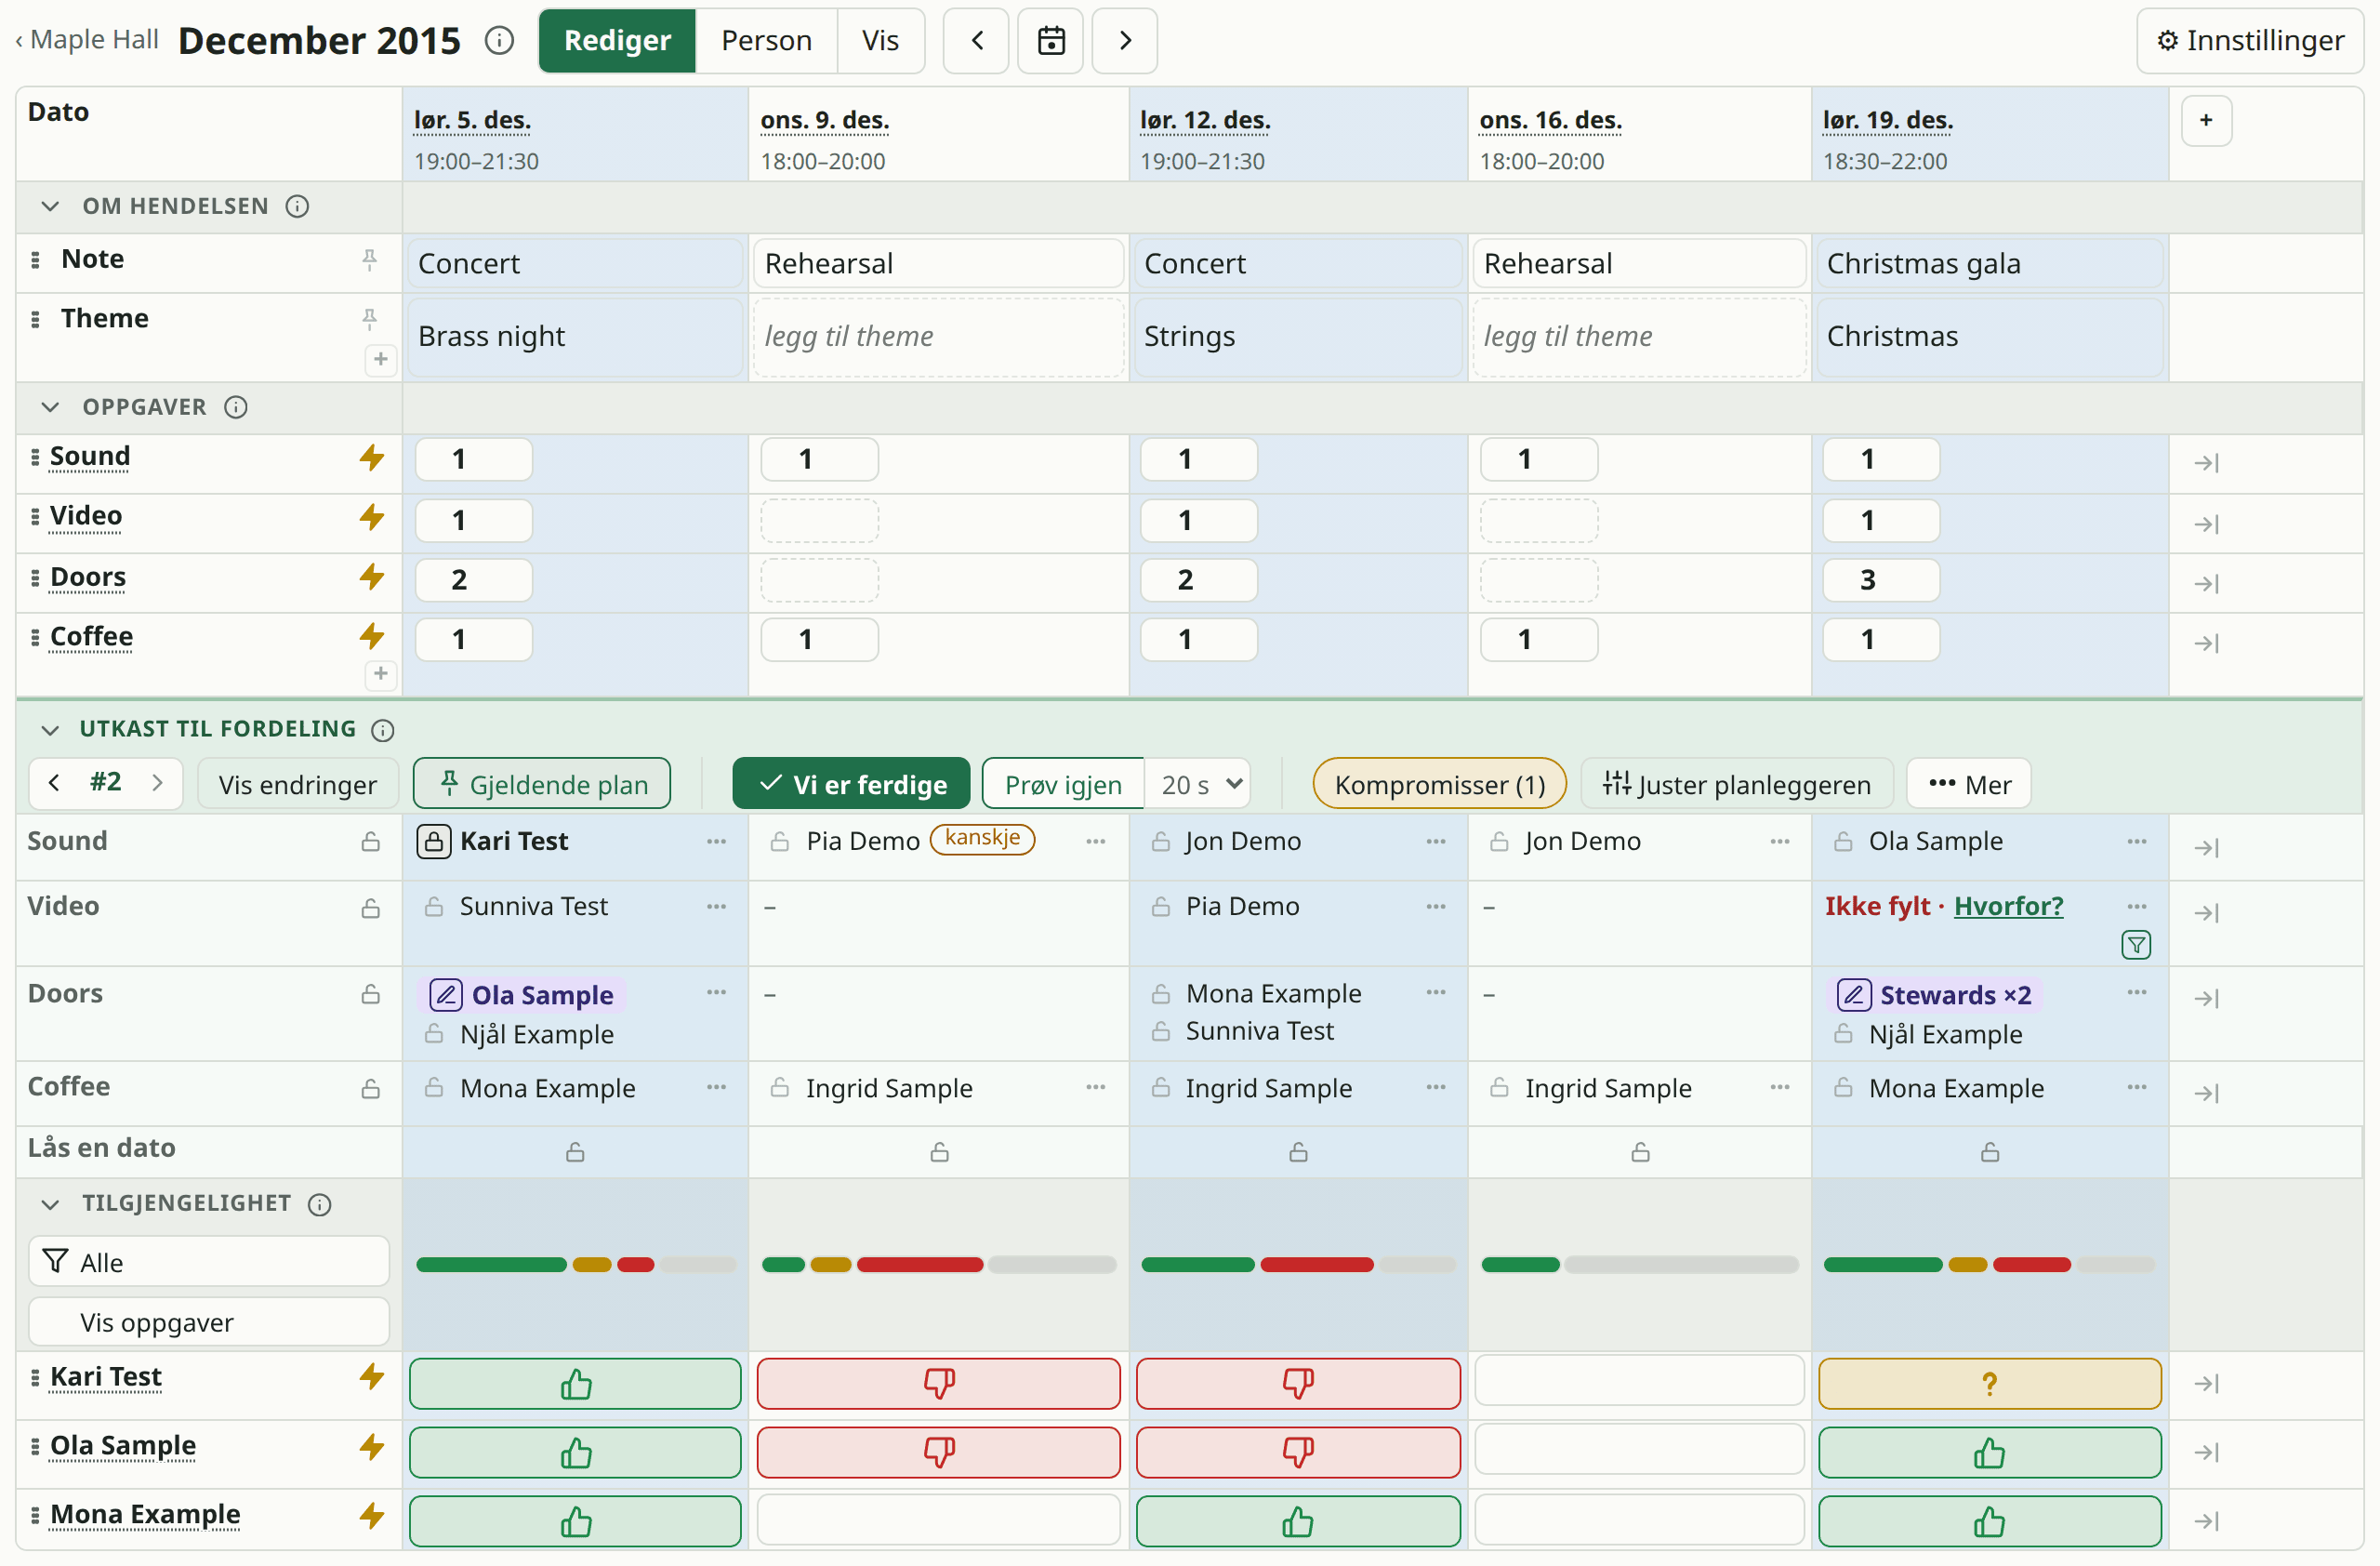 ‹ Maple Hall December 2015 Rediger Person Vis ⚙ Innstillinger
Dato lør. 5. des. ons. 9. des. lør. 12. des. ons. 16. des. lør. 19. des. +
19:00–21:30 18:00–20:00 19:00–21:30 18:00–20:00 18:30–22:00
OM HENDELSEN
Note Concert Rehearsal Concert Rehearsal Christmas gala
Theme Brass night legg til theme Strings legg til theme Christmas
+
OPPGAVER
Sound 1 1 1 1 1
Video 1 1 1
Doors 2 2 3
Coffee 1 1 1 1 1
+
UTKAST TIL FORDELING
#2 Vis endringer Gjeldende plan Vi er ferdige Prøv igjen 20 s Kompromisser (1) Juster planleggeren ••• Mer
Sound Kari Test Pia Demo kanskje Jon Demo Jon Demo Ola Sample
Video Sunniva Test – Pia Demo – Ikke fylt · Hvorfor?
Doors Ola Sample – Mona Example – Stewards ×2
Njål Example Sunniva Test Njål Example
Coffee Mona Example Ingrid Sample Ingrid Sample Ingrid Sample Mona Example
Lås en dato
TILGJENGELIGHET
Alle
Vis oppgaver
Kari Test ?
Ola Sample
Mona Example